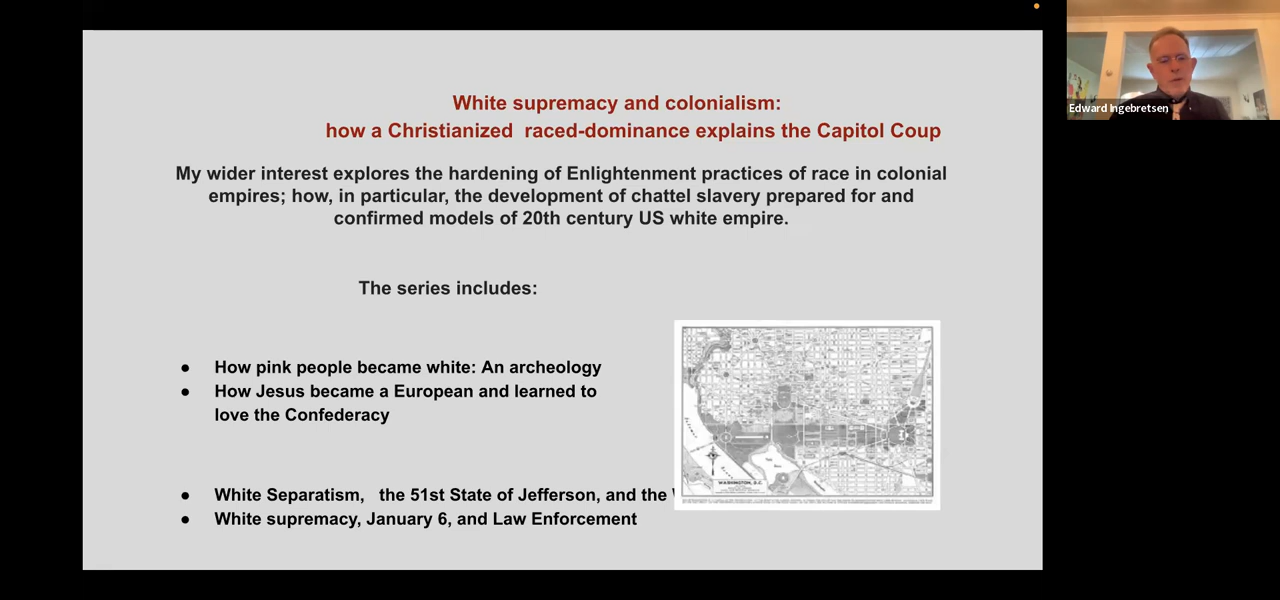 White supremacy and colonialism:
how a Christianized raced-dominance explains the Capitol Coup
My wider interest explores the hardening of Enlightenment practices of race in colonial
empires; how, in particular, the development of chattel slavery prepared for and
confirmed models of 20th century US white empire.
The series includes:
● How pink people became white: An archeology
● How Jesus became a European and learned to
love the Confederacy
● White Separatism, the 51st State of Jefferson, and the
● White supremacy, January 6, and Law Enforcement
WASHINGTON, D.C.
Edward Ingebretsen